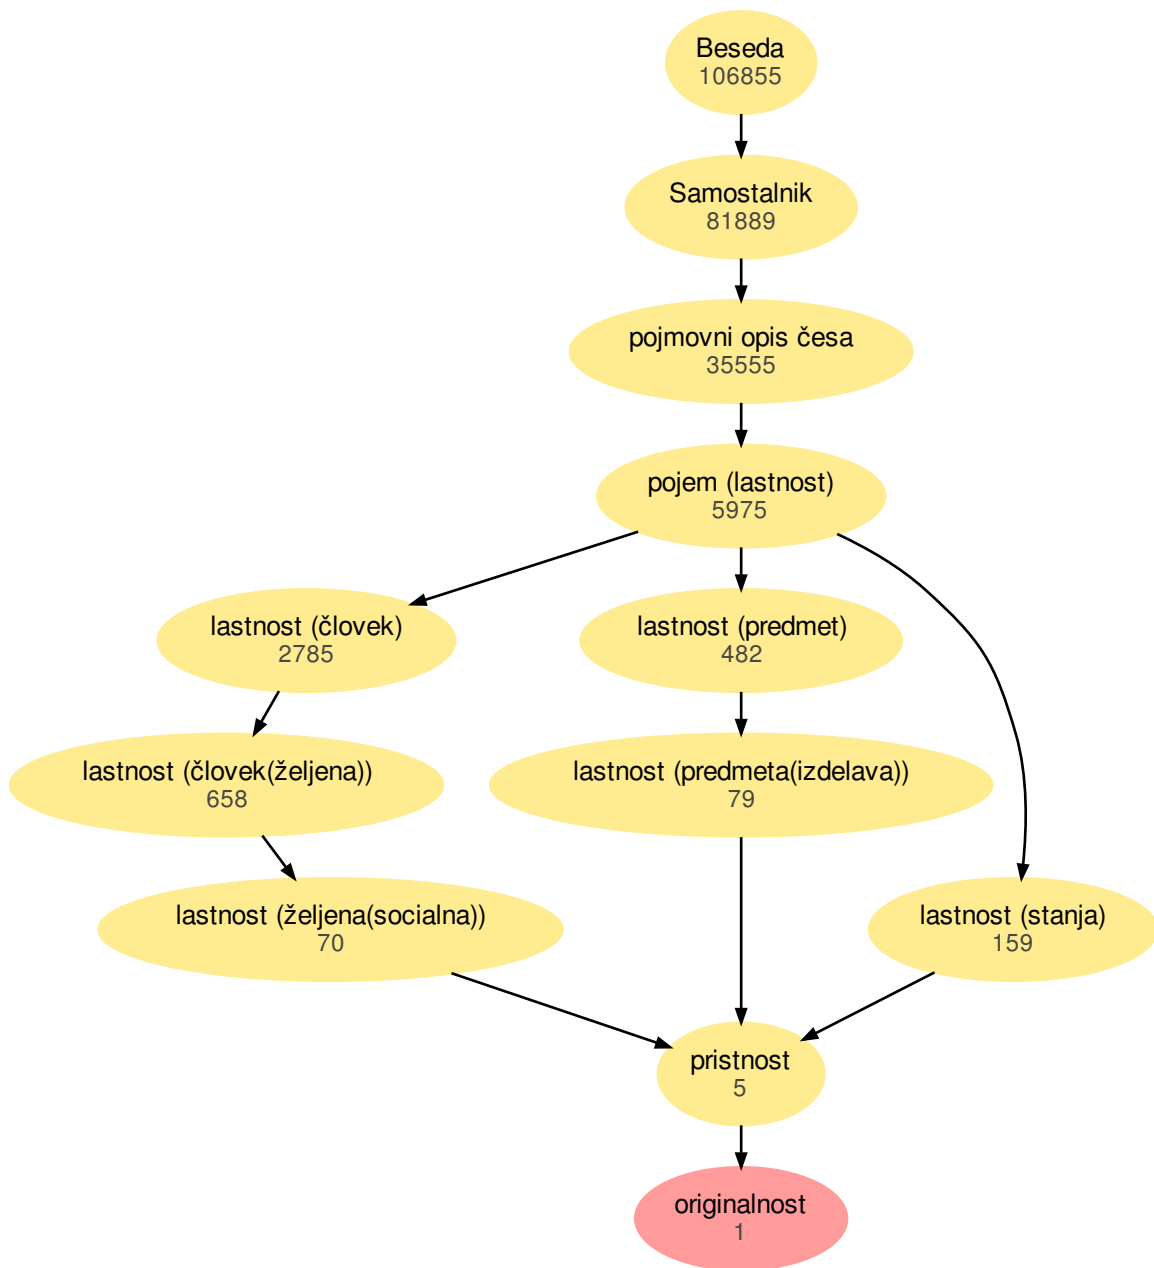 Beseda
106855
Samostalnik
81889
pojmovni opis česa
35555
pojem (lastnost)
5975
lastnost (človek)
2785
lastnost (predmet)
482
lastnost (človek(željena))
658
lastnost (predmeta(izdelava))
79
lastnost (željena(socialna))
70
lastnost (stanja)
159
pristnost
5
originalnost
1